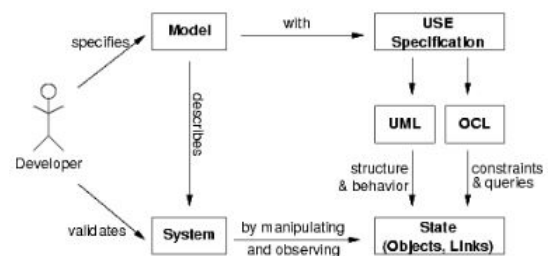 Model
with
USE
Specification
specifies
describes
UML
OCL
Developer
structure
& behavior
constraints
& queries
validates
System
by manipulating
and observing
State
(Objects, Links)